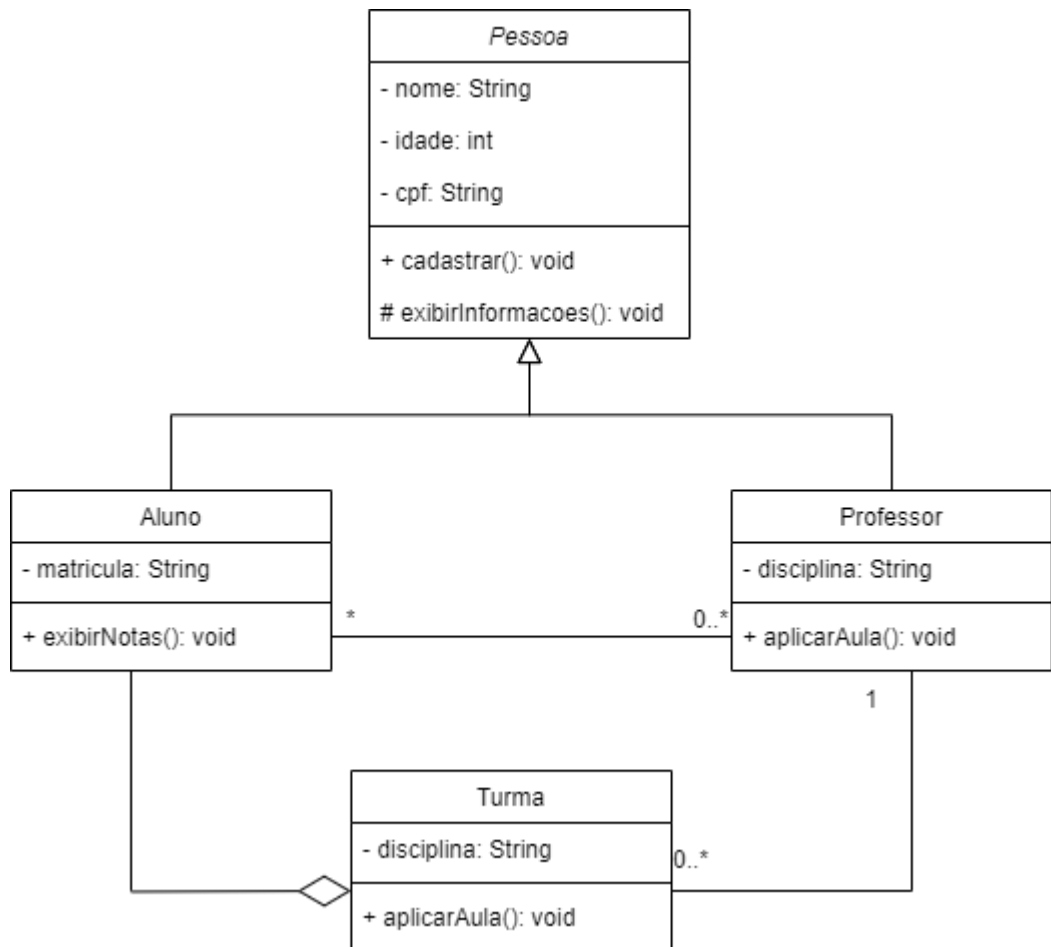 Pessoa
- nome: String
- idade: int
- cpf: String
+ cadastrar(): void
# exibirInformacoes(): void
Aluno
- matricula: String
+ exibirNotas(): void
*
0..*
Professor
- disciplina: String
+ aplicarAula(): void
1
Turma
- disciplina: String
+ aplicarAula(): void
0..*